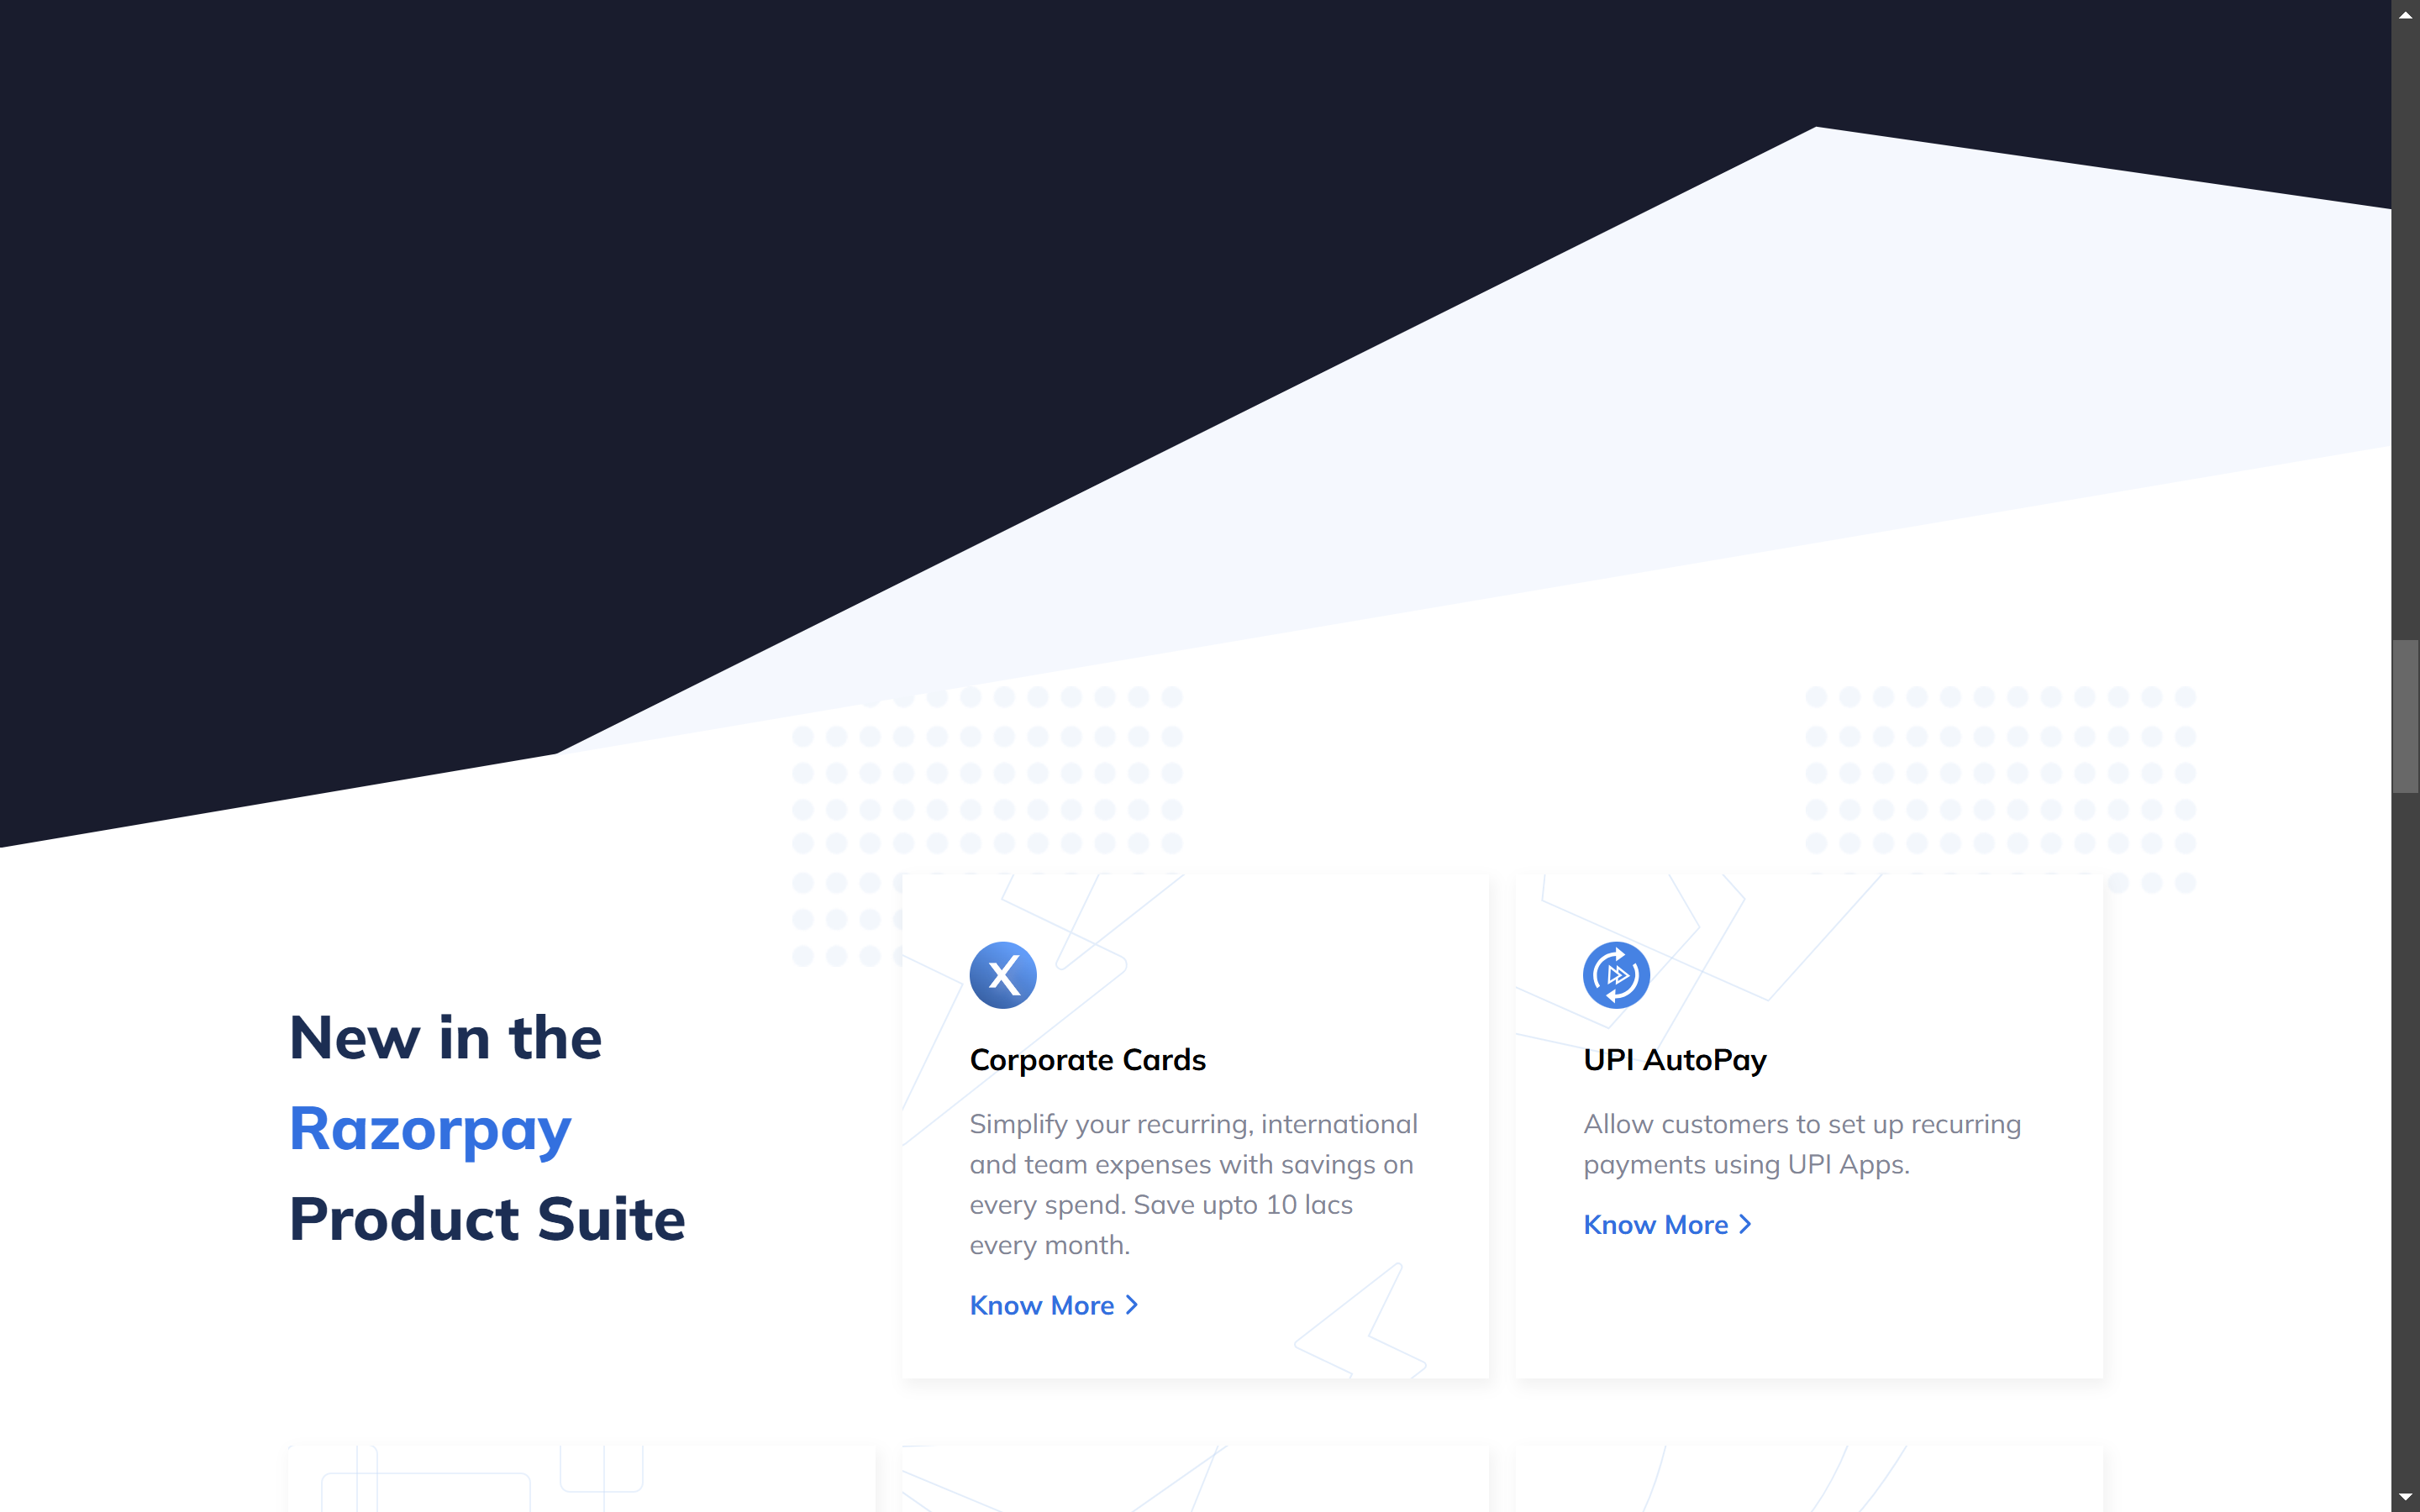 New in the
Razorpay
Product Suite
Corporate Cards
Simplify your recurring, international
and team expenses with savings on
every spend. Save upto 10 lacs
every month.
Know More
UPI AutoPay
Allow customers to set up recurring
payments using UPI Apps.
Know More